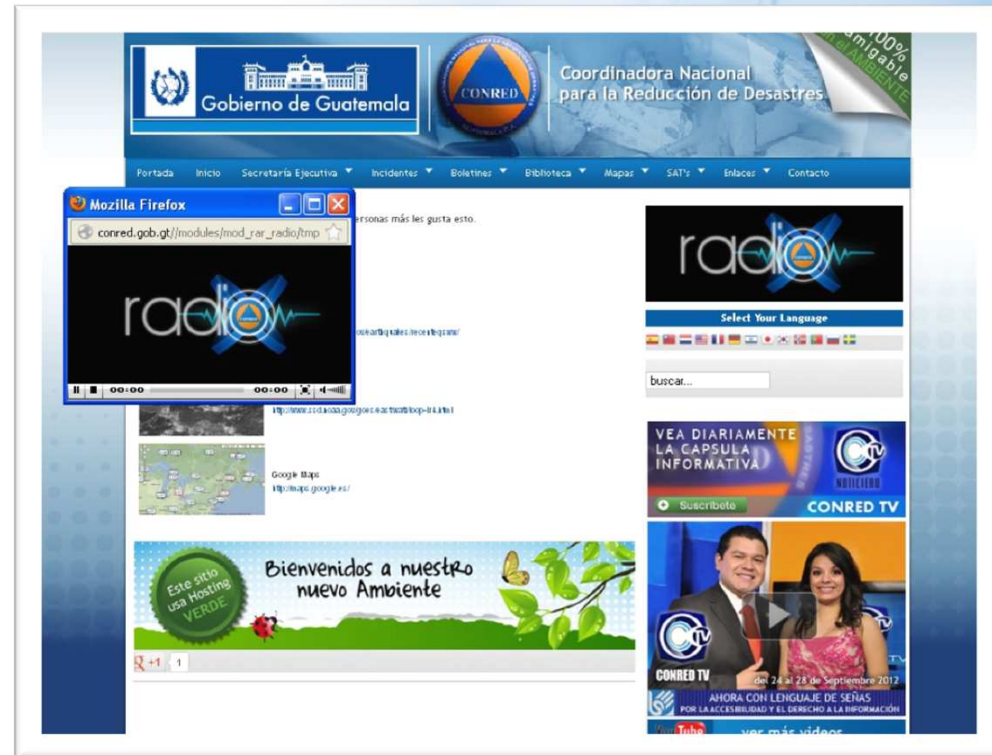 100%
amigable
con el AMBIENTE
Gobierno de Guatemala
CONRED
Coordinadora Nacional
para la Reducción de Desastres
Portada Inicio Secretaría Ejecutiva Incidentes Boletines Biblioteca Mapas SAT's Enlaces Contacto
Mozilla Firefox
conred.gob.gt//modules/mod_rar_radio/tmp
radio
00:00 00:00
ersonas más les gusta esto.
Google Maps
http://maps.google.es/
Este sitio
usa Hosting
VERDE
Bienvenidos a nuestro
nuevo Ambiente
+1 1
radio
Select Your Language
buscar...
VEA DIARIAMENTE
LA CAPSULA
INFORMATIVA
CTV
NOTICIERO
Suscríbete
CONRED TV
CTV
CONRED TV
del 24 al 28 de Septiembre 2012
AHORA CON LENGUAJE DE SEÑAS
POR LA ACCESIBILIDAD Y EL DERECHO A LA INFORMACIÓN
YouTube ver más videos